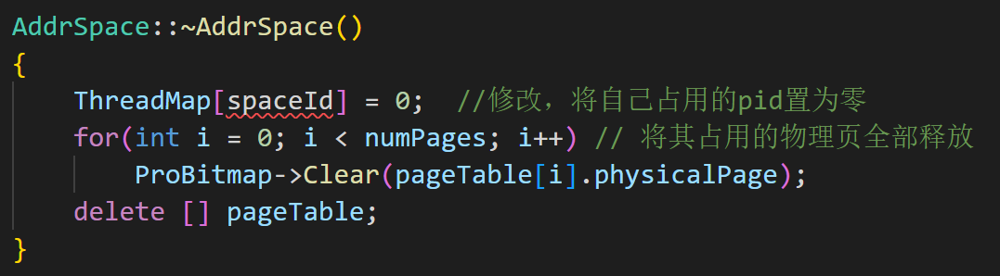 AddrSpace::~AddrSpace()
{
    ThreadMap[spaceId] = 0;  //修改，将自己占用的pid置为零
    for(int i = 0; i < numPages; i++) // 将其占用的物理页全部释放
        ProBitmap->Clear(pageTable[i].physicalPage);
    delete [] pageTable;
}